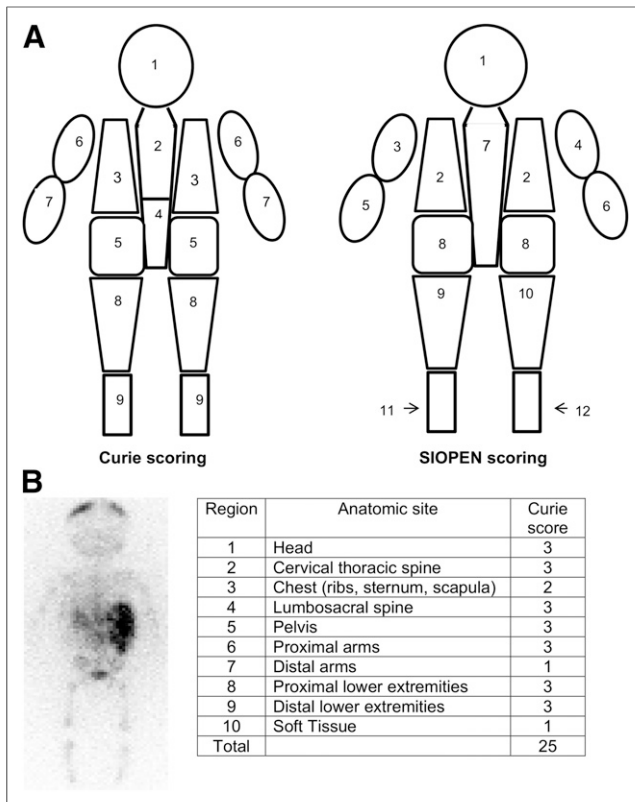 A
1
1
6
2
6
3
3
7
4
7
5
5
8
8
9
9
3
7
4
2
2
5
6
8
8
9
10
11
12
Curie scoring
SIOPEN scoring
B
Region Anatomic site Curie score
1 Head 3
2 Cervical thoracic spine 3
3 Chest (ribs, sternum, scapula) 2
4 Lumbosacral spine 3
5 Pelvis 3
6 Proximal arms 3
7 Distal arms 1
8 Proximal lower extremities 3
9 Distal lower extremities 3
10 Soft Tissue 1
Total 25